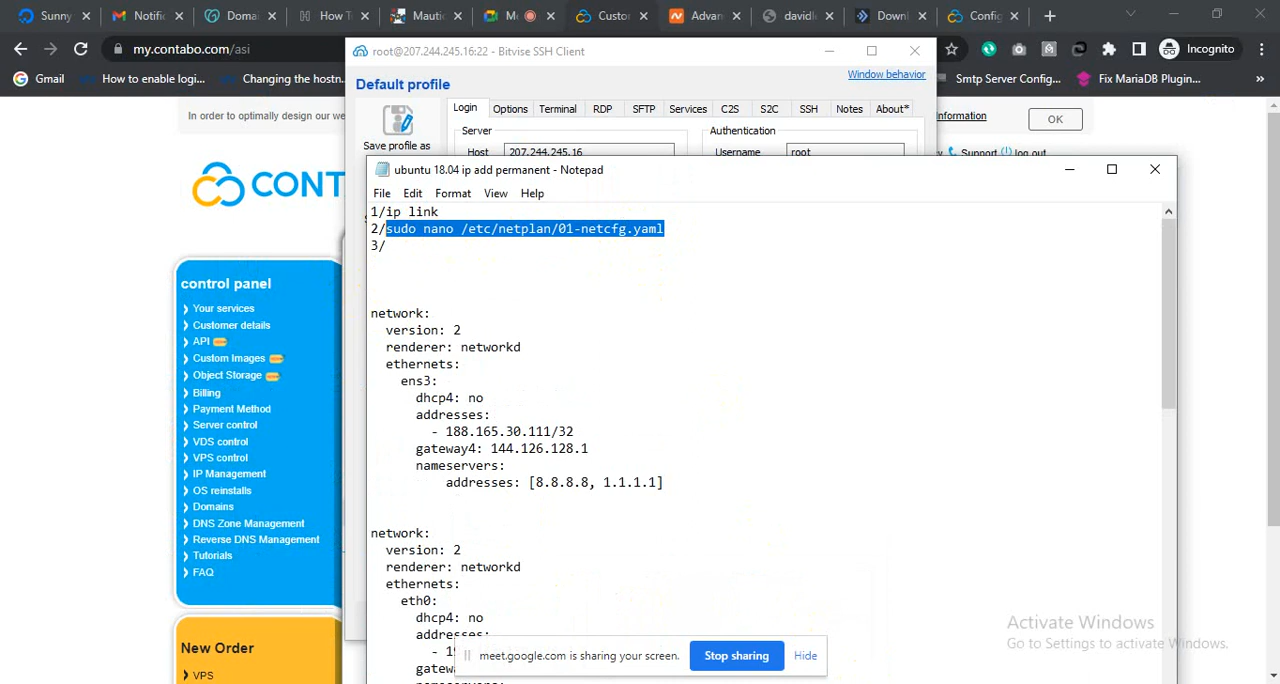 Sunny
Notific
Doma
How T
Mautic
M
Custo
Advan
davidl
Downl
Config
my.contabo.com/asi
Incognito
Gmail
How to enable logi...
Changing the hostn
Smtp Server Config...
Fix MariaDB Plugin...
»
root@207.244.245.16:22 - Bitvise SSH Client
Default profile
Window behavior
Save profile as
Login
Options
Terminal
RDP
SFTP
Services
C2S
S2C
SSH
Notes
About*
Server
Authentication
Host
207.244.245.16
Username
root
In order to optimally design our we
nformation
OK
Support
log out
CONT
control panel
Your services
Customer details
API
Custom Images
Object Storage
Billing
Payment Method
Server control
VDS control
VPS control
IP Management
OS reinstalls
Domains
DNS Zone Management
Reverse DNS Management
Tutorials
FAQ
New Order
VPS
ubuntu 18.04 ip add permanent - Notepad
File Edit Format View Help
1/ip link
2/sudo nano /etc/netplan/01-netcfg.yaml
3/
network:
version: 2
renderer: networkd
ethernets:
ens3:
dhcp4: no
addresses:
- 188.165.30.111/32
gateway4: 144.126.128.1
nameservers:
addresses: [8.8.8.8, 1.1.1.1]
network:
version: 2
renderer: networkd
ethernets:
eth0:
dhcp4: no
addresses:
gatew
meet.google.com is sharing your screen.
Stop sharing
Hide
Activate Windows
Go to Settings to activate Windows.